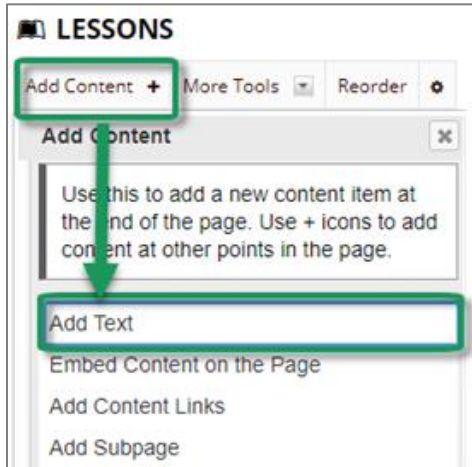 LESSONS
Add Content + More Tools Reorder
Add Content
Use this to add a new content item at
the end of the page. Use + icons to add
content at other points in the page.
Add Text
Embed Content on the Page
Add Content Links
Add Subpage